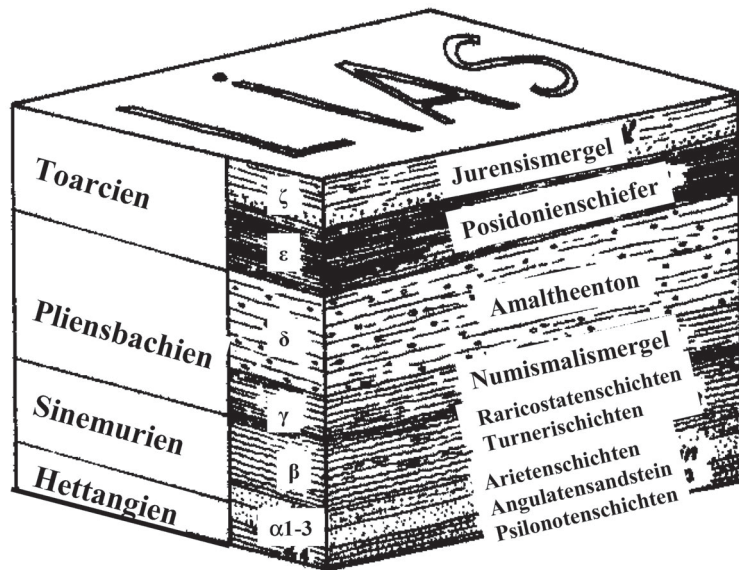 LiAS
Toarcien
Pliensbachien
Sinemurien
Hettangien
ζ
ε
δ
γ
β
α1-3
Jurensismergel
Posidonienschiefer
Amaltheenton
Numismalismergel
Raricostatenschichten
Turnerischichten
Arietenschichten
Angulatensandstein
Psilonotenschichten